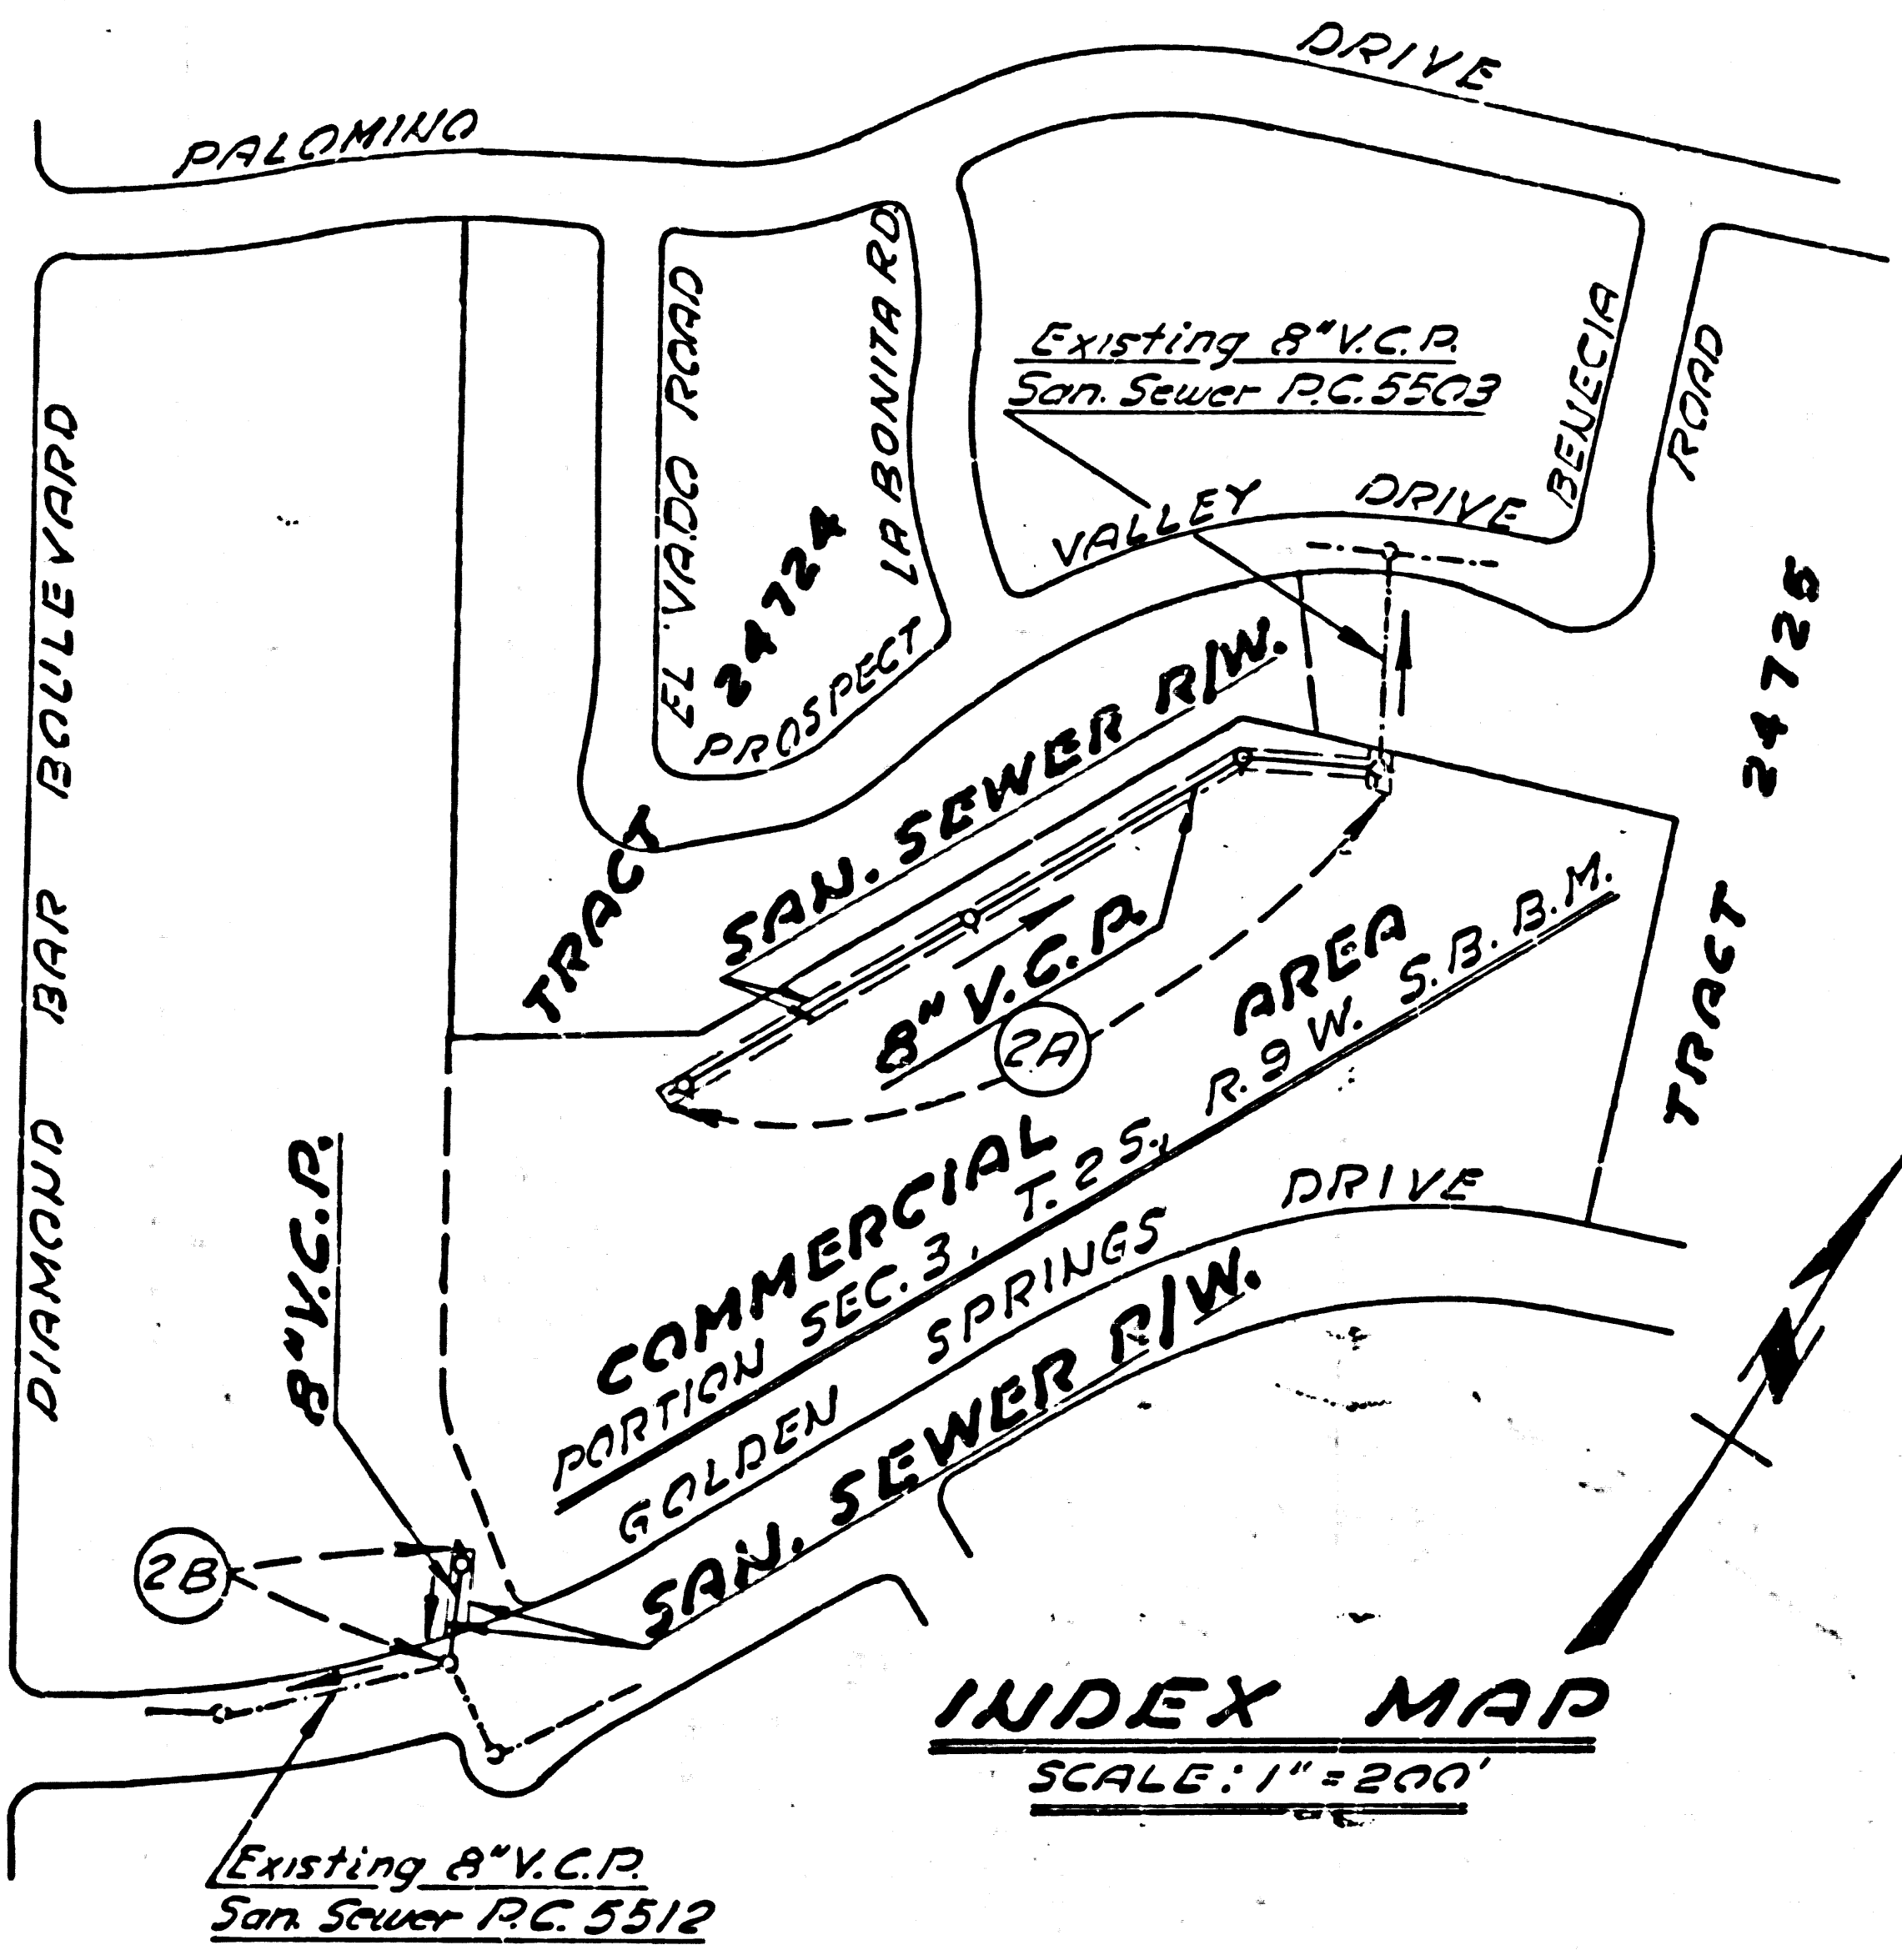 PALOMINO DRIVE
DIAMOND BAR BOULEVARD
EL VADO ROAD
LA BONITA RD.
Existing 8" V.C.P.
San. Sewer P.C. 5503
BENECIA ROAD
PROSPECT VALLEY DRIVE
TRACT 24724
TRACT 24725
SAN. SEWER R/W.
8" V.C.P.
2A
COMMERCIAL AREA
PORTION SEC. 3, T. 2 S., R. 9 W. S. B. B. M.
GOLDEN SPRINGS DRIVE
SAN. SEWER R/W.
8" V.C.P.
2B
N
INDEX MAP
SCALE: 1" = 200'
Existing 8" V.C.P.
San. Sewer P.C. 5512